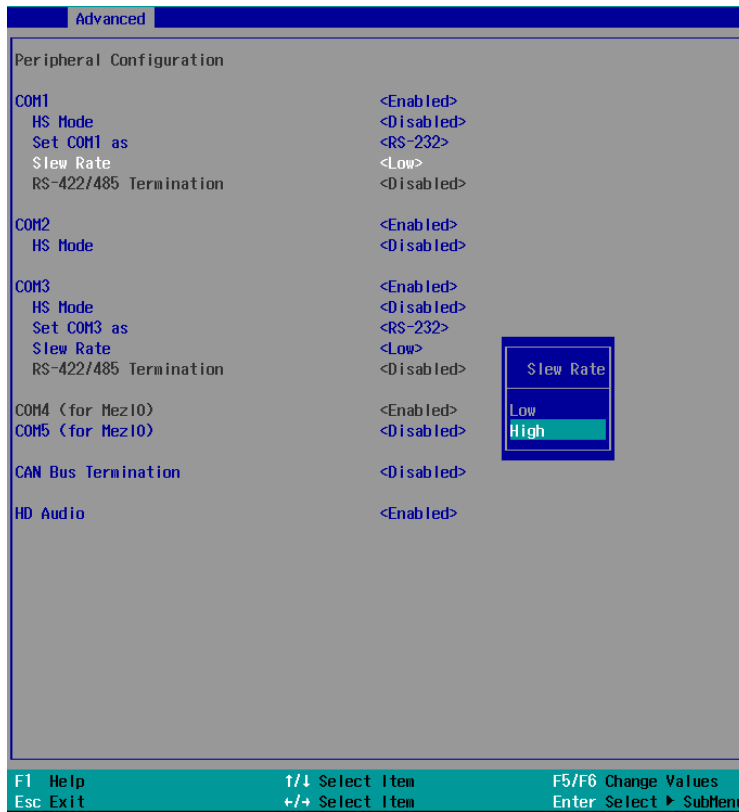 Advanced
Peripheral Configuration
COM1 <Enabled>
HS Mode <Disabled>
Set COM1 as <RS-232>
Slew Rate <Low>
RS-422/485 Termination <Disabled>
COM2 <Enabled>
HS Mode <Disabled>
COM3 <Enabled>
HS Mode <Disabled>
Set COM3 as <RS-232>
Slew Rate <Low>
RS-422/485 Termination <Disabled>
COM4 (for MezIO) <Enabled>
COM5 (for MezIO) <Disabled>
CAN Bus Termination <Disabled>
HD Audio <Enabled>
Slew Rate
Low
High
F1 Help ↑/↓ Select Item F5/F6 Change Values
Esc Exit ←/→ Select Item Enter Select ▶ SubMenu